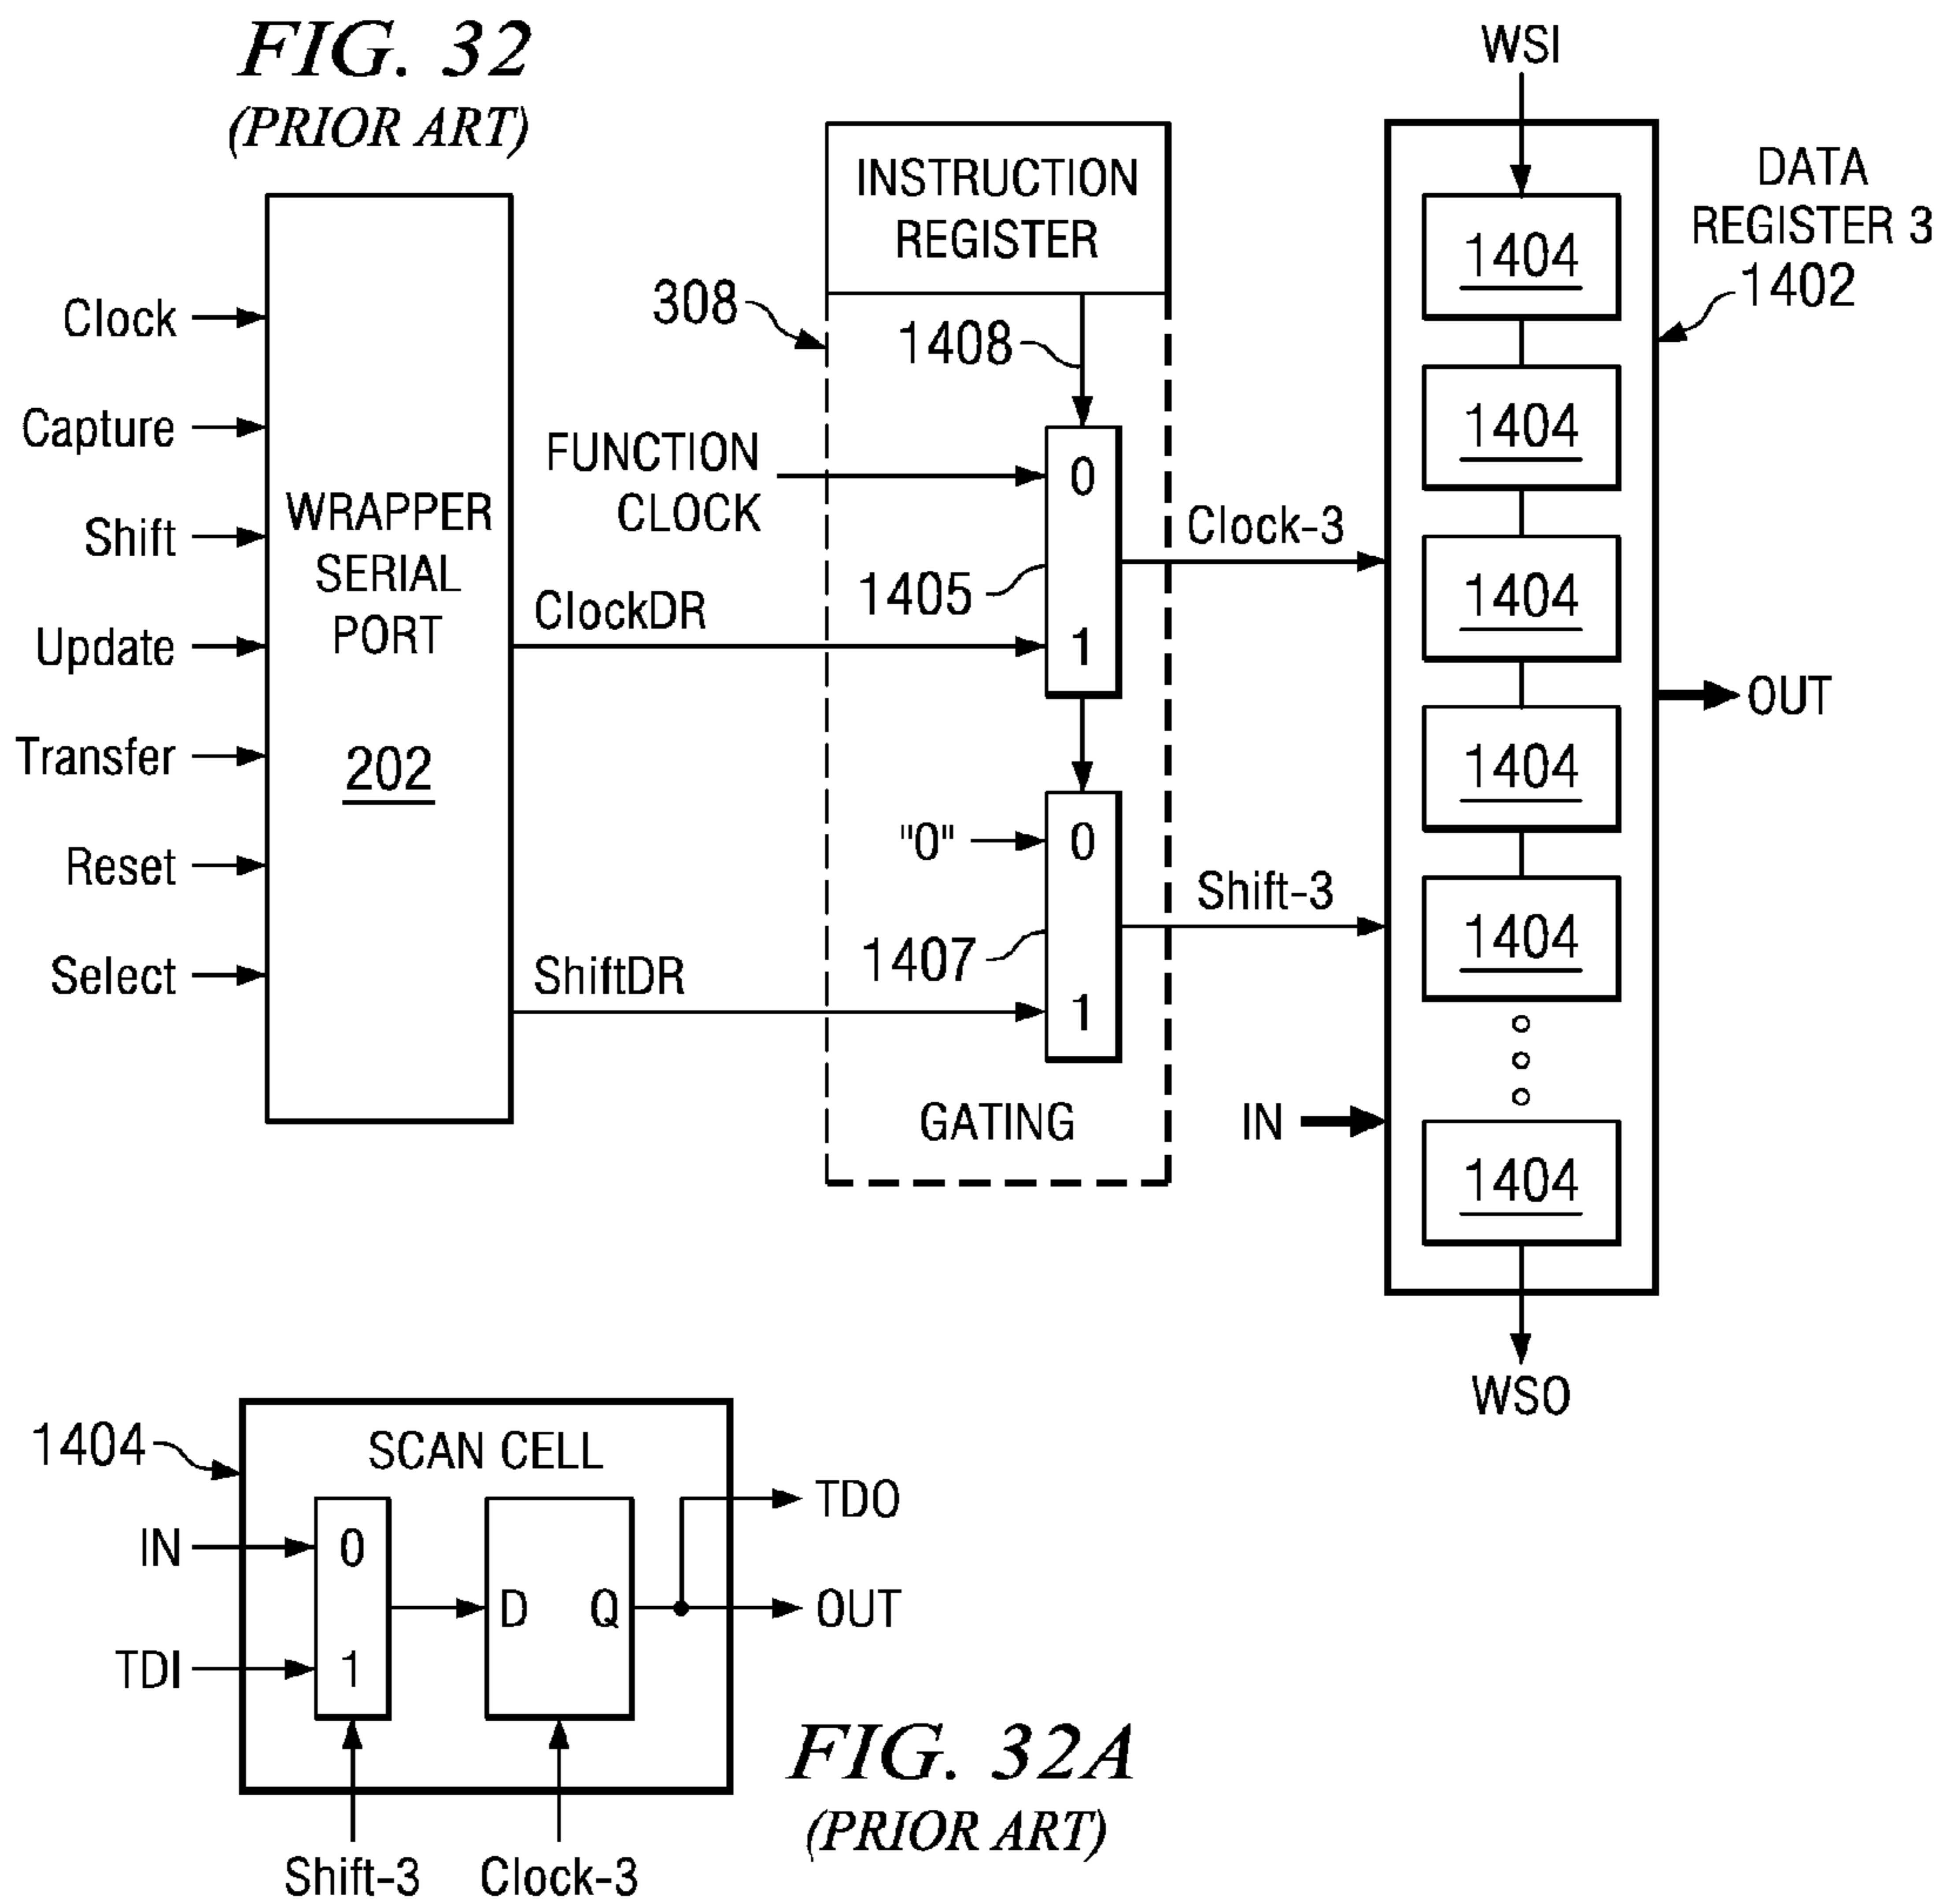 FIG. 32
(PRIOR ART)
Clock
Capture
Shift
Update
Transfer
Reset
Select
WRAPPER
SERIAL
PORT
202
ClockDR
ShiftDR
INSTRUCTION
REGISTER
308
1408
FUNCTION
CLOCK
0
1405
1
"0"
0
1407
1
GATING
Clock-3
Shift-3
IN
WSI
DATA
REGISTER 3
1402
1404
1404
1404
1404
1404
1404
OUT
WSO
1404
SCAN CELL
IN
TDI
0
1
D Q
TDO
OUT
Shift-3
Clock-3
FIG. 32A
(PRIOR ART)